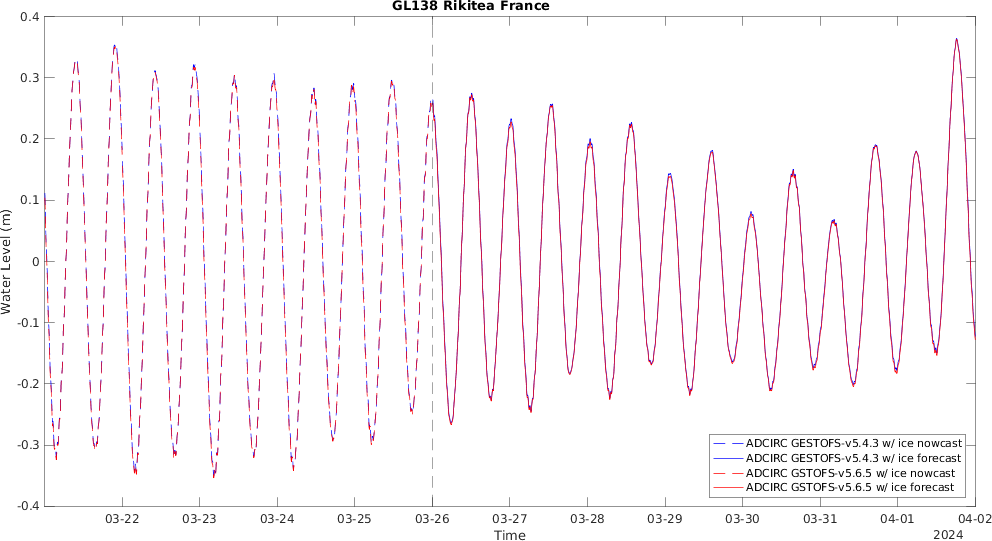 GL138 Rikitea France
0.4
0.3
0.2
0.1
0
-0.1
-0.2
-0.3
-0.4
Water Level (m)
ADCIRC GESTOFS-v5.4.3 w/ ice nowcast
ADCIRC GESTOFS-v5.4.3 w/ ice forecast
ADCIRC GSTOFS-v5.6.5 w/ ice nowcast
ADCIRC GSTOFS-v5.6.5 w/ ice forecast
03-22 03-23 03-24 03-25 03-26 03-27 03-28 03-29 03-30 03-31 04-01 04-02
Time
2024